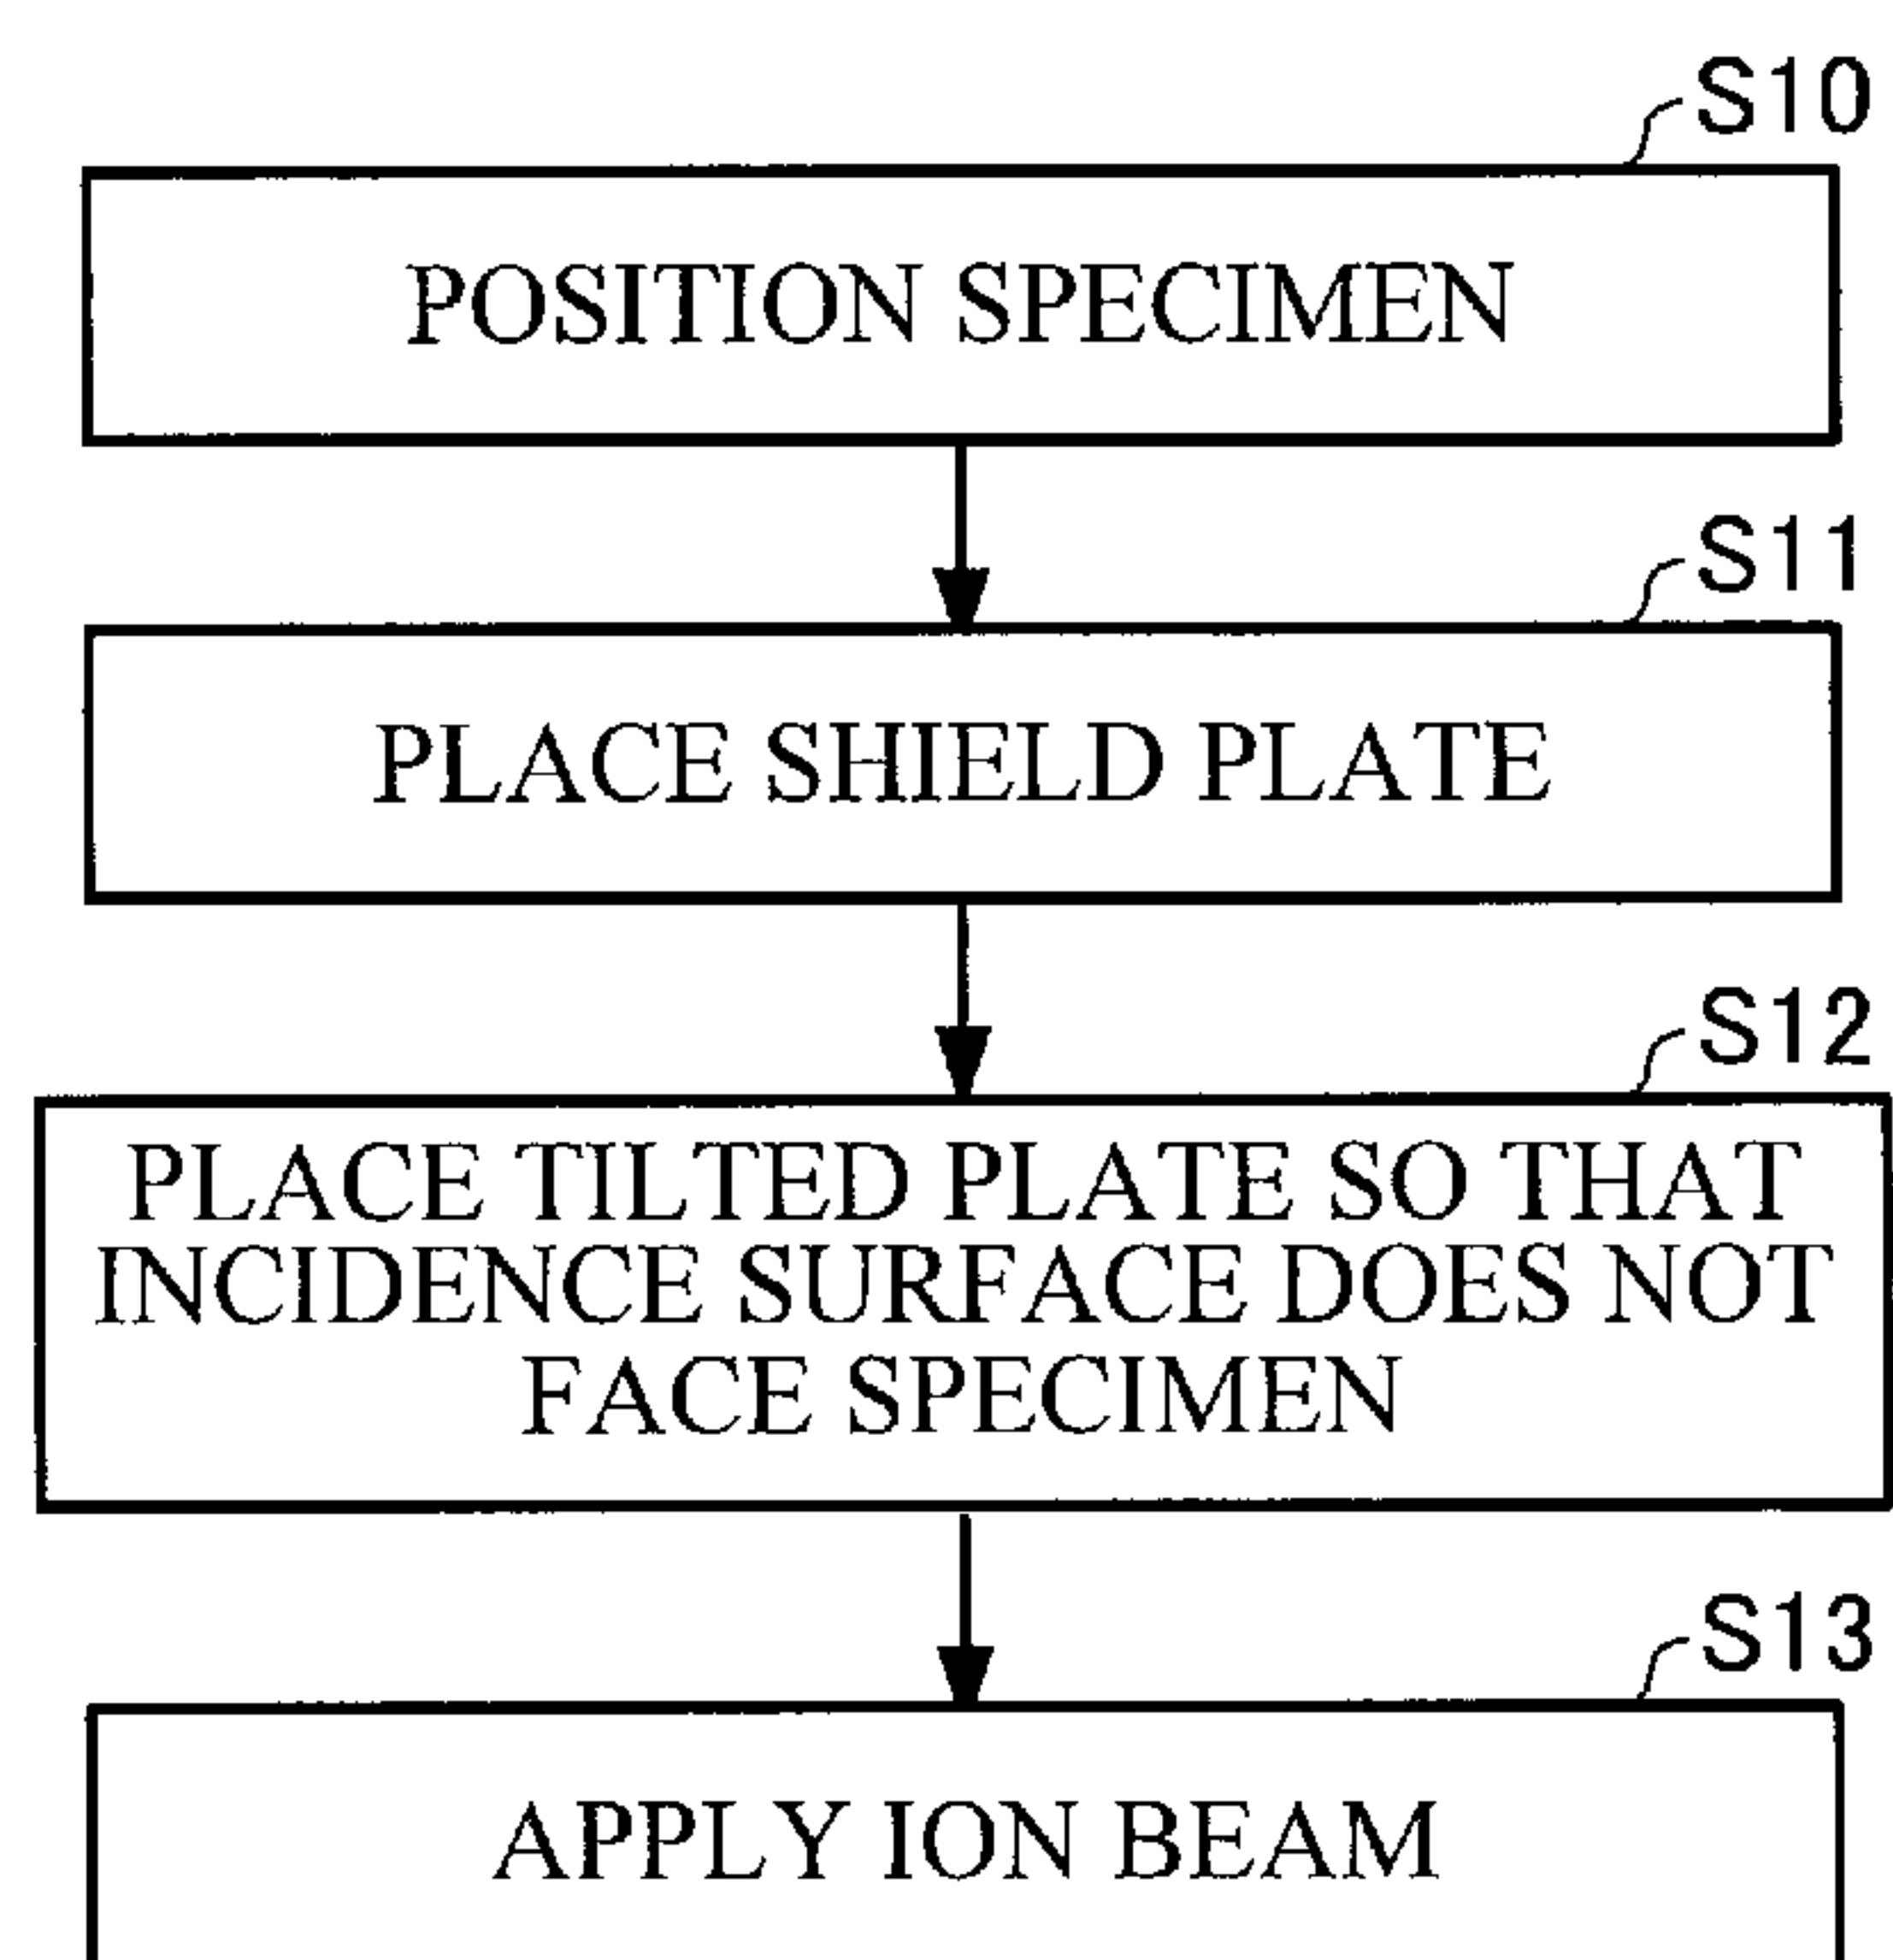 S10
POSITION SPECIMEN
S11
PLACE SHIELD PLATE
S12
PLACE TILTED PLATE SO THAT
INCIDENCE SURFACE DOES NOT
FACE SPECIMEN
S13
APPLY ION BEAM